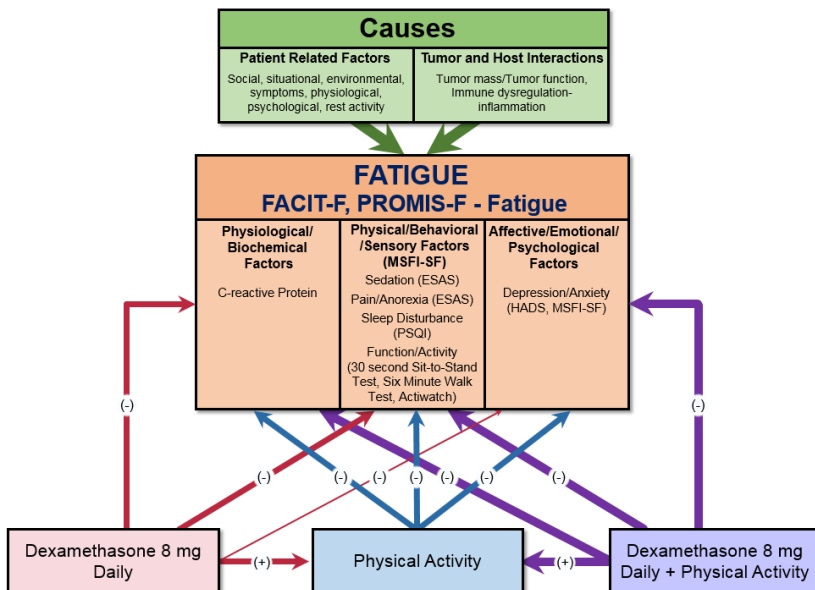 Causes
Patient Related Factors
Social, situational, environmental,
symptoms, physiological,
psychological, rest activity
Tumor and Host Interactions
Tumor mass/Tumor function,
Immune dysregulation-
inflammation
FATIGUE
FACIT-F, PROMIS-F - Fatigue
Physiological/
Biochemical
Factors
C-reactive Protein
Physical/Behavioral
/Sensory Factors
(MSFI-SF)
Sedation (ESAS)
Pain/Anorexia (ESAS)
Sleep Disturbance
(PSQI)
Function/Activity
(30 second Sit-to-Stand
Test, Six Minute Walk
Test, Actiwatch)
Affective/Emotional/
Psychological
Factors
Depression/Anxiety
(HADS, MSFI-SF)
(-)
(-)
(-)
(-)
(-)
(-)
(-)
(-)
(-)
Dexamethasone 8 mg
Daily
(+)
Physical Activity
(+)
Dexamethasone 8 mg
Daily + Physical Activity